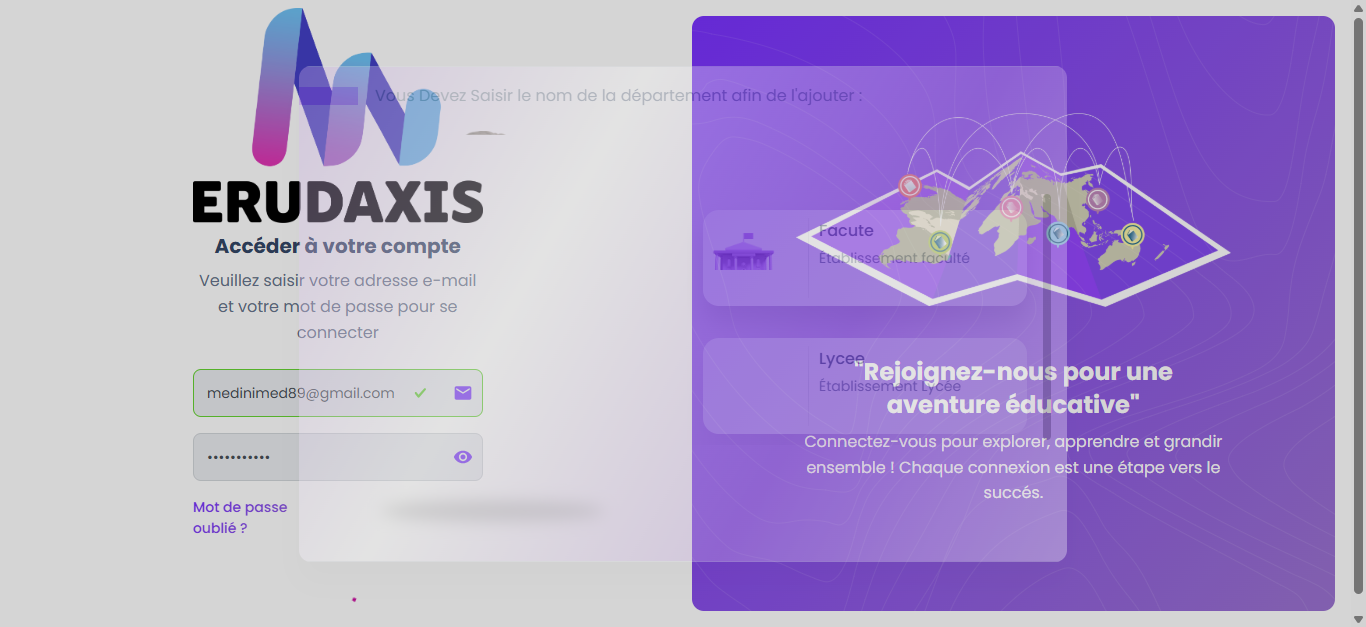 ERUDAXIS
Accéder à votre compte
Veuillez saisir votre adresse e-mail
et votre mot de passe pour se
connecter
medinimed89@gmail.com
•••••••••••
Mot de passe
oublié ?
Vous Devez Saisir le nom de la département afin de l'ajouter :
Facute
Établissement faculté
Lycee
Établissement Lycée
"Rejoignez-nous pour une
aventure éducative"
Connectez-vous pour explorer, apprendre et grandir
ensemble ! Chaque connexion est une étape vers le
succés.